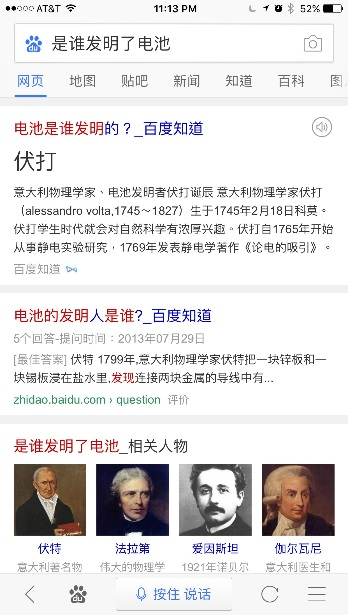 AT&T 11:13 PM 52%
du 是谁发明了电池
网页 地图 贴吧 新闻 知道 百科 图
电池是谁发明的？_百度知道
伏打
意大利物理学家、电池发明者伏打诞辰 意大利物理学家伏打
（alessandro volta,1745～1827）生于1745年2月18日科莫。
伏打学生时代就会对自然科学有浓厚兴趣。伏打自1765年开始
从事静电实验研究，1769年发表静电学著作《论电的吸引》。
百度知道
电池的发明人是谁?_百度知道
5个回答-提问时间：2013年07月29日
[最佳答案] 伏特 1799年,意大利物理学家伏特把一块锌板和一
块锡板浸在盐水里,发现连接两块金属的导线中有...
zhidao.baidu.com › question 评价
是谁发明了电池_相关人物
伏特 法拉第 爱因斯坦 伽尔瓦尼
意大利著名物 伟大的物理学 1921年诺贝尔 意大利医生和
du 按住 说话